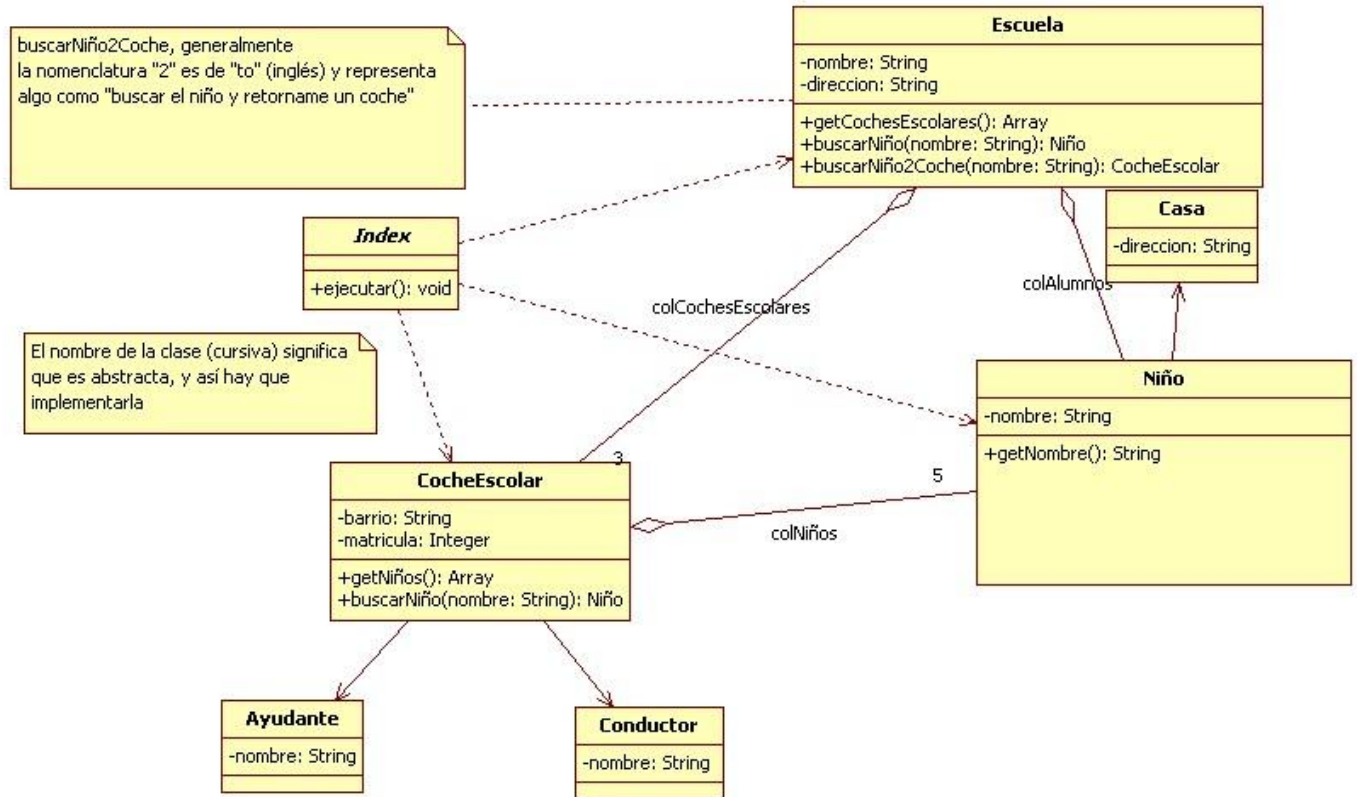 buscarNiño2Coche, generalmente
la nomenclatura "2" es de "to" (inglés) y representa
algo como "buscar el niño y retorname un coche"
Escuela
-nombre: String
-direccion: String
+getCochesEscolares(): Array
+buscarNiño(nombre: String): Niño
+buscarNiño2Coche(nombre: String): CocheEscolar
Casa
-direccion: String
Index
+ejecutar(): void
colCochesEscolares
colAlumnos
El nombre de la clase (cursiva) significa
que es abstracta, y así hay que
implementarla
Niño
-nombre: String
+getNombre(): String
3
5
colNiños
CocheEscolar
-barrio: String
-matricula: Integer
+getNiños(): Array
+buscarNiño(nombre: String): Niño
Ayudante
-nombre: String
Conductor
-nombre: String